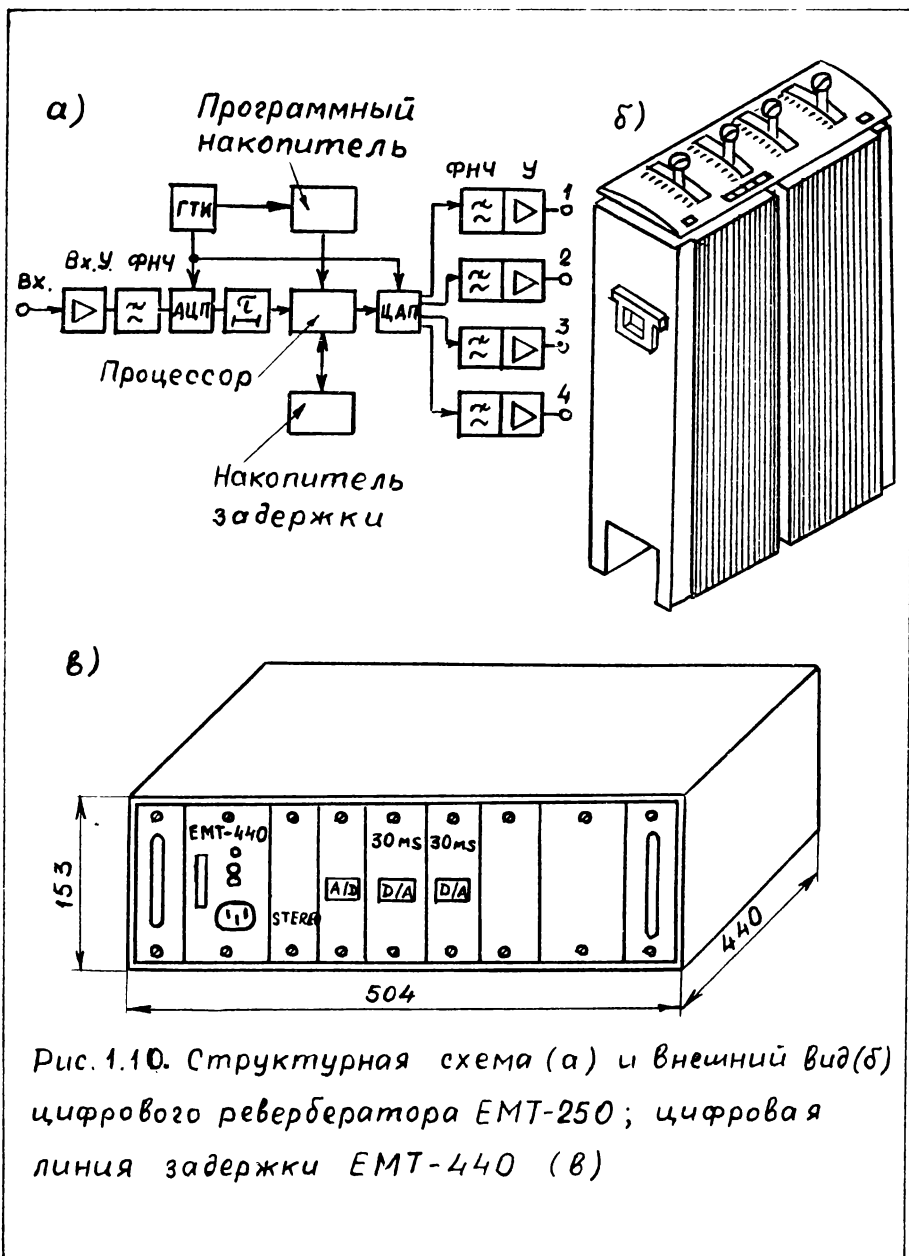 а)
Программный
накопитель
б)
ФНЧ У
1
ГТИ
2
Вх.У. ФНЧ
Вх.
АЦП
τ
ЦАП
3
Процессор
4
Накопитель
задержки
в)
EMT-440
30ms
30ms
A/D
D/A
D/A
STEREO
153
440
504
Рис. 1.10. Структурная схема (а) и внешний вид(б)
цифрового ревербератора EMT-250; цифровая
линия задержки EMT-440 (в)